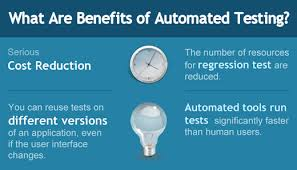 What Are Benefits of Automated Testing?
Serious
Cost Reduction
The number of resources
for regression test are
reduced.
You can reuse tests on
different versions
of an application, even
if the user interface
changes.
Automated tools run
tests significantly faster
than human users.